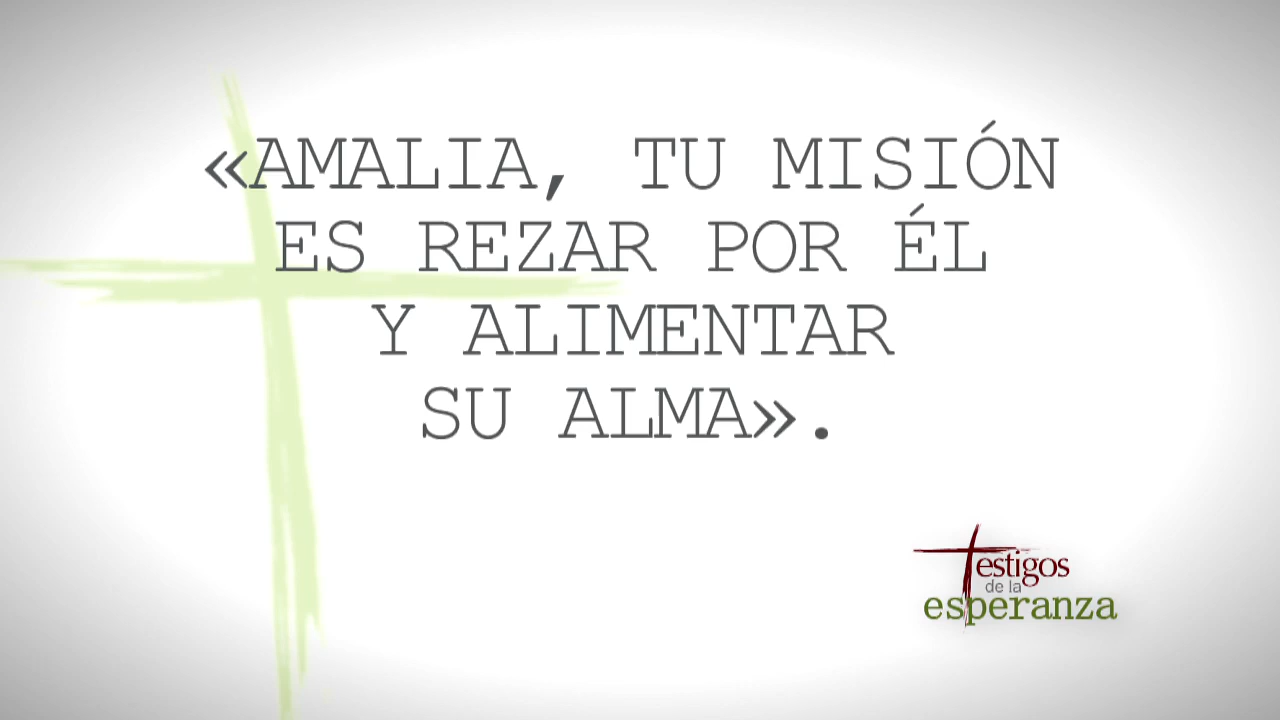 «AMALIA, TU MISIÓN
ES REZAR POR ÉL
Y ALIMENTAR
SU ALMA».
testigos
de la
esperanza